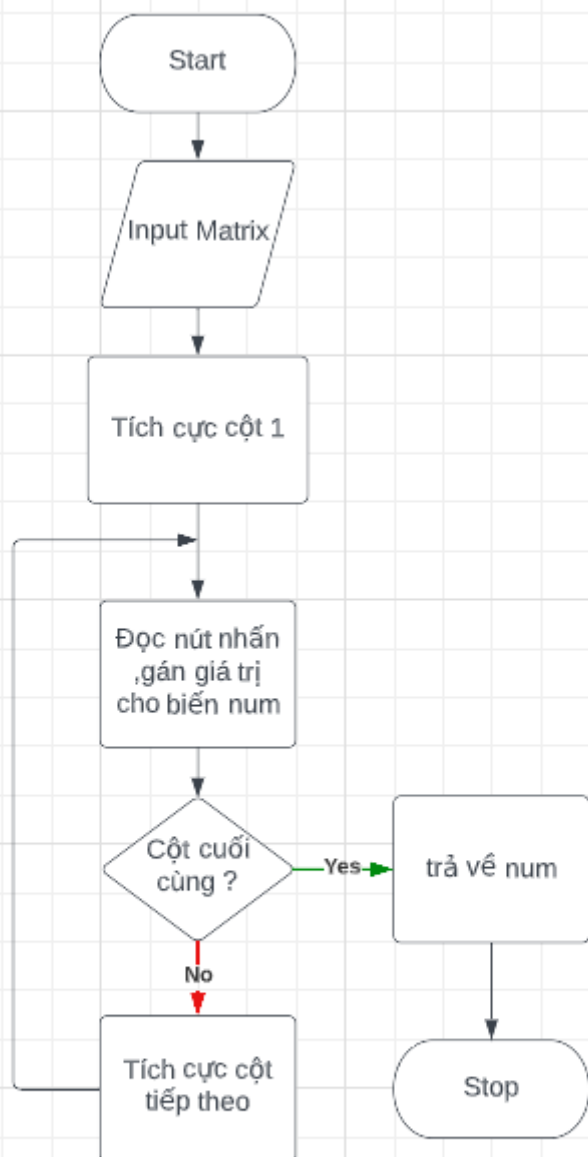 Start
Input Matrix
Tích cực cột 1
Đọc nút nhấn
,gán giá trị
cho biến num
Cột cuối
cùng ?
Yes
trả về num
No
Tích cực cột
tiếp theo
Stop